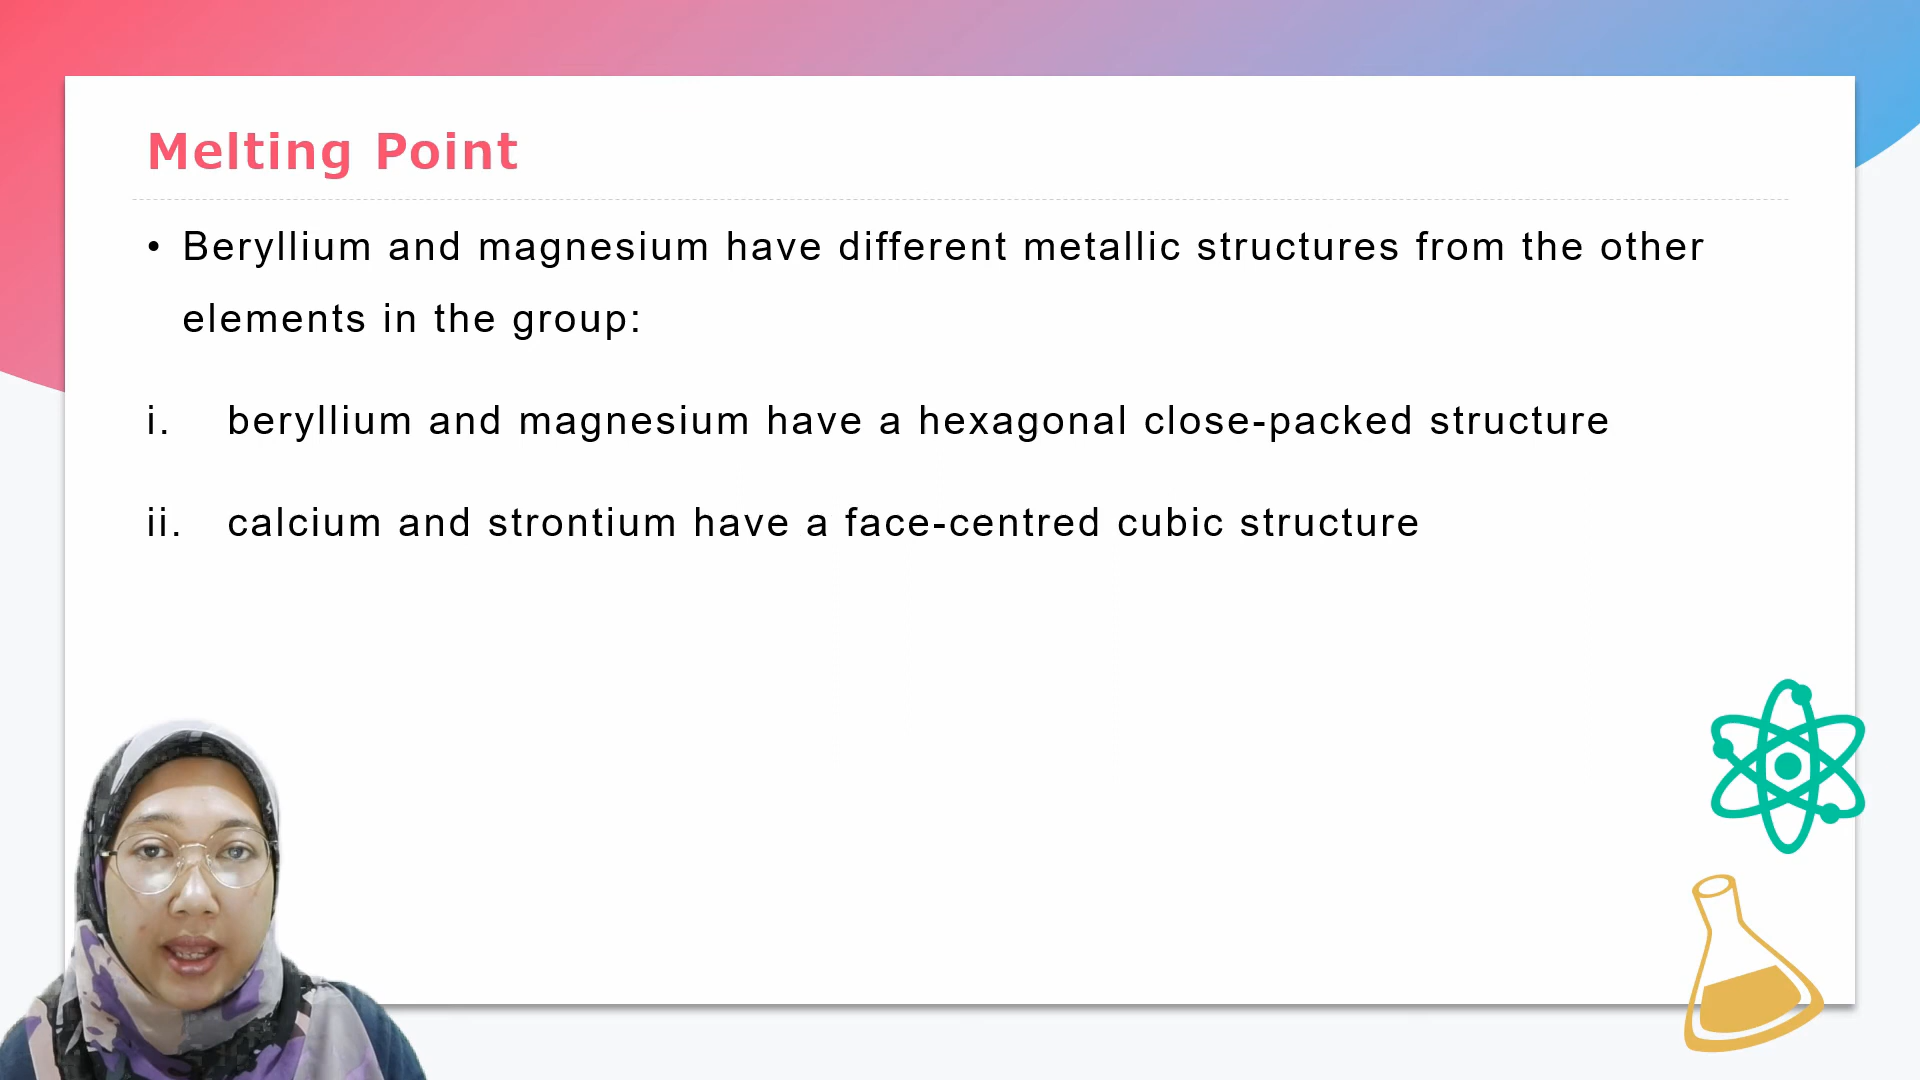 Melting Point
• Beryllium and magnesium have different metallic structures from the other
elements in the group:
i. beryllium and magnesium have a hexagonal close-packed structure
ii. calcium and strontium have a face-centred cubic structure